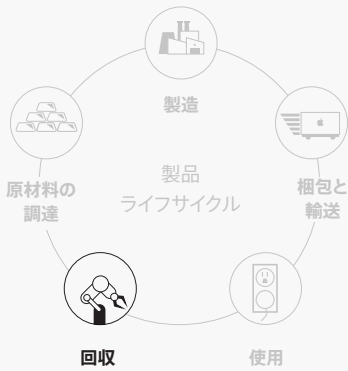 製造
原材料の
調達
製品
ライフサイクル
梱包と
輸送
回収
使用